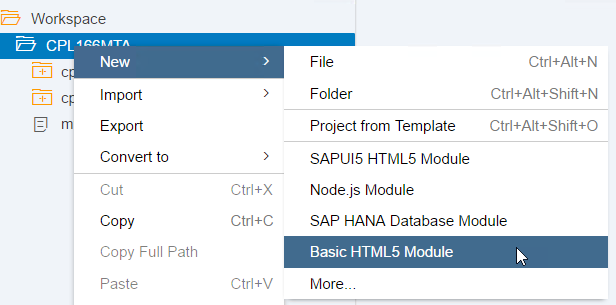 Workspace
CPL166MTA
cp
cp
m
New
Import
Export
Convert to
Cut Ctrl+X
Copy Ctrl+C
Copy Full Path
Paste Ctrl+V
File Ctrl+Alt+N
Folder Ctrl+Alt+Shift+N
Project from Template Ctrl+Alt+Shift+O
SAPUI5 HTML5 Module
Node.js Module
SAP HANA Database Module
Basic HTML5 Module
More...